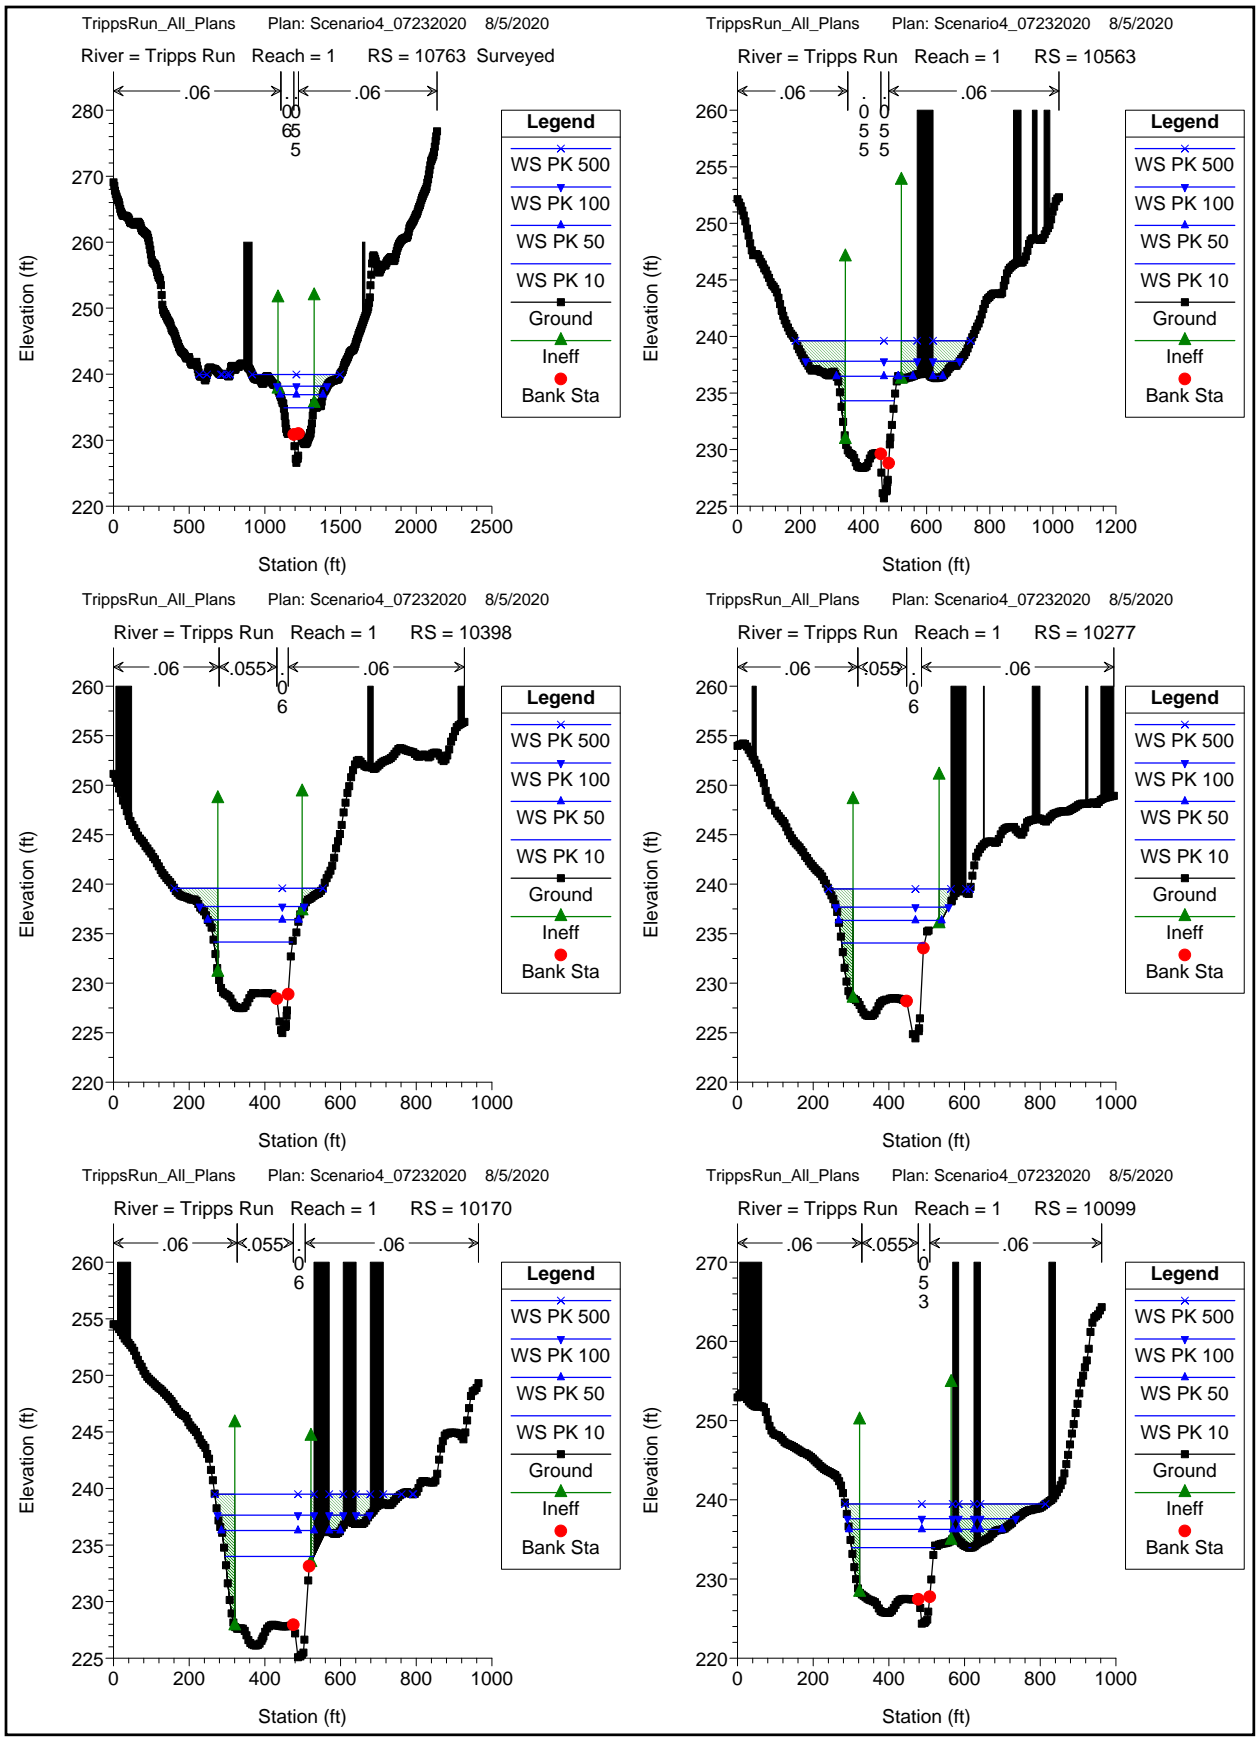 TrippsRun_All_Plans Plan: Scenario4_07232020 8/5/2020
River = Tripps Run Reach = 1 RS = 10763 Surveyed
.06 .06 .055 .06
Elevation (ft)
280
270
260
250
240
230
220
0 500 1000 1500 2000 2500
Station (ft)
Legend
WS PK 500
WS PK 100
WS PK 50
WS PK 10
Ground
Ineff
Bank Sta
TrippsRun_All_Plans Plan: Scenario4_07232020 8/5/2020
River = Tripps Run Reach = 1 RS = 10563
.06 .055 .055 .06
Elevation (ft)
260
255
250
245
240
235
230
225
0 200 400 600 800 1000 1200
Station (ft)
Legend
WS PK 500
WS PK 100
WS PK 50
WS PK 10
Ground
Ineff
Bank Sta
TrippsRun_All_Plans Plan: Scenario4_07232020 8/5/2020
River = Tripps Run Reach = 1 RS = 10398
.06 .055 .06 .06
Elevation (ft)
260
255
250
245
240
235
230
225
220
0 200 400 600 800 1000
Station (ft)
Legend
WS PK 500
WS PK 100
WS PK 50
WS PK 10
Ground
Ineff
Bank Sta
TrippsRun_All_Plans Plan: Scenario4_07232020 8/5/2020
River = Tripps Run Reach = 1 RS = 10277
.06 .055 .06 .06
Elevation (ft)
260
255
250
245
240
235
230
225
220
0 200 400 600 800 1000
Station (ft)
Legend
WS PK 500
WS PK 100
WS PK 50
WS PK 10
Ground
Ineff
Bank Sta
TrippsRun_All_Plans Plan: Scenario4_07232020 8/5/2020
River = Tripps Run Reach = 1 RS = 10170
.06 .055 .06 .06
Elevation (ft)
260
255
250
245
240
235
230
225
0 200 400 600 800 1000
Station (ft)
Legend
WS PK 500
WS PK 100
WS PK 50
WS PK 10
Ground
Ineff
Bank Sta
TrippsRun_All_Plans Plan: Scenario4_07232020 8/5/2020
River = Tripps Run Reach = 1 RS = 10099
.06 .055 .053 .06
Elevation (ft)
270
260
250
240
230
220
0 200 400 600 800 1000
Station (ft)
Legend
WS PK 500
WS PK 100
WS PK 50
WS PK 10
Ground
Ineff
Bank Sta